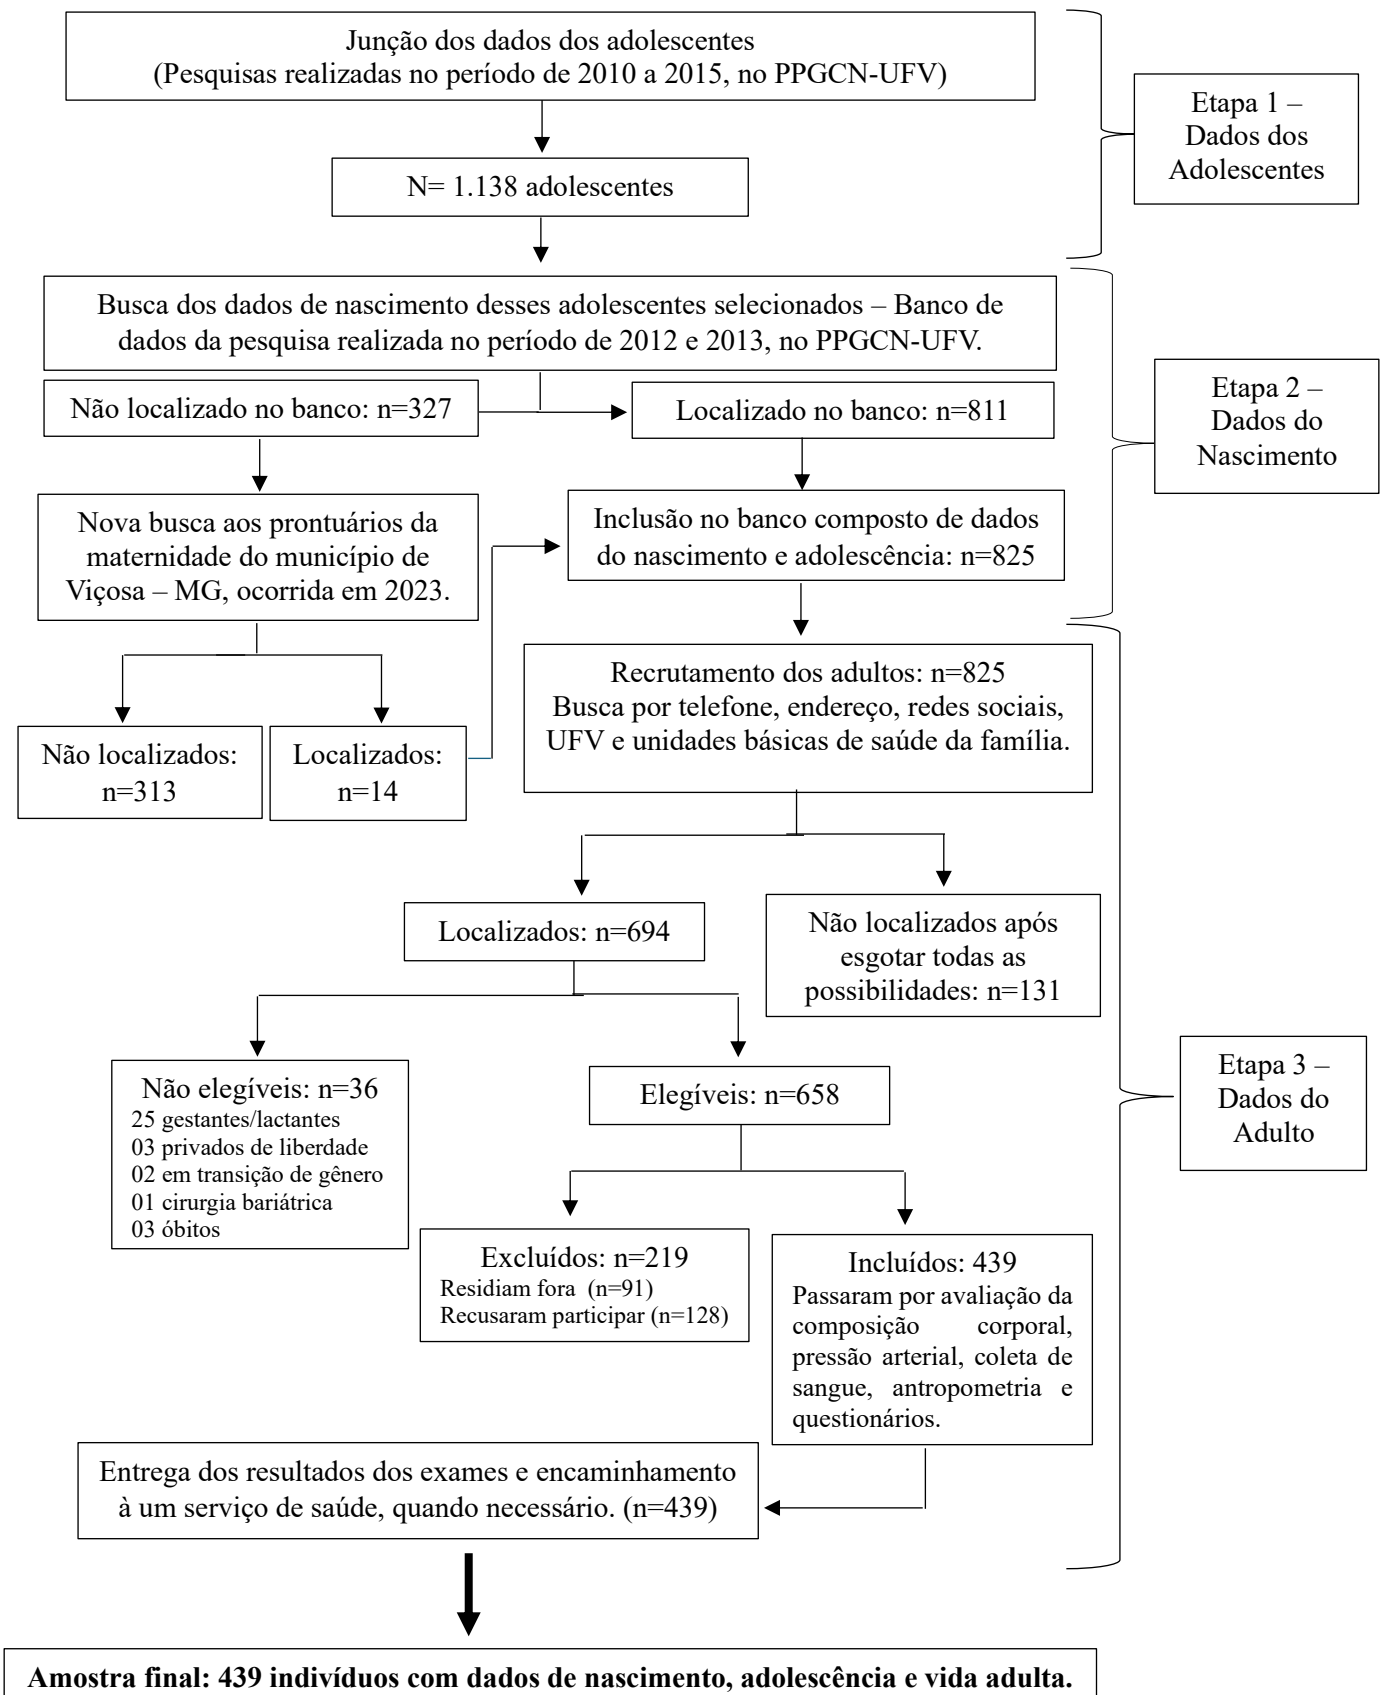 Junção dos dados dos adolescentes
(Pesquisas realizadas no período de 2010 a 2015, no PPGCN-UFV)
Etapa 1 –
Dados dos
Adolescentes
N= 1.138 adolescentes
Busca dos dados de nascimento desses adolescentes selecionados – Banco de
dados da pesquisa realizada no período de 2012 e 2013, no PPGCN-UFV.
Etapa 2 –
Dados do
Nascimento
Não localizado no banco: n=327
Localizado no banco: n=811
Nova busca aos prontuários da
maternidade do município de
Viçosa – MG, ocorrida em 2023.
Inclusão no banco composto de dados
do nascimento e adolescência: n=825
Não localizados:
n=313
Localizados:
n=14
Recrutamento dos adultos: n=825
Busca por telefone, endereço, redes sociais,
UFV e unidades básicas de saúde da família.
Localizados: n=694
Não localizados após
esgotar todas as
possibilidades: n=131
Etapa 3 –
Dados do
Adulto
Não elegíveis: n=36
25 gestantes/lactantes
03 privados de liberdade
02 em transição de gênero
01 cirurgia bariátrica
03 óbitos
Elegíveis: n=658
Excluídos: n=219
Residiam fora (n=91)
Recusaram participar (n=128)
Incluídos: 439
Passaram por avaliação da
composição corporal,
pressão arterial, coleta de
sangue, antropometria e
questionários.
Entrega dos resultados dos exames e encaminhamento
à um serviço de saúde, quando necessário. (n=439)
Amostra final: 439 indivíduos com dados de nascimento, adolescência e vida adulta.